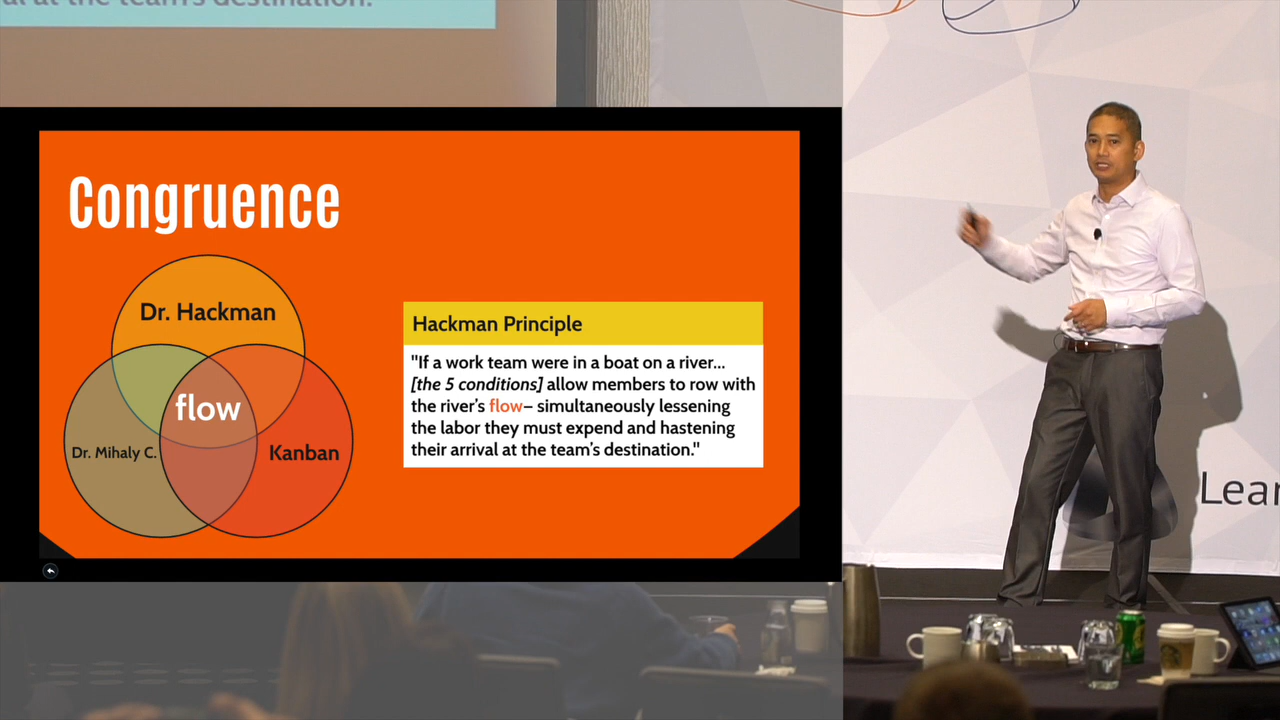 al at the team's destination."
Congruence
Dr. Hackman
flow
Dr. Mihaly C.
Kanban
Hackman Principle
"If a work team were in a boat on a river...
[the 5 conditions] allow members to row with
the river's flow– simultaneously lessening
the labor they must expend and hastening
their arrival at the team's destination."
Lear